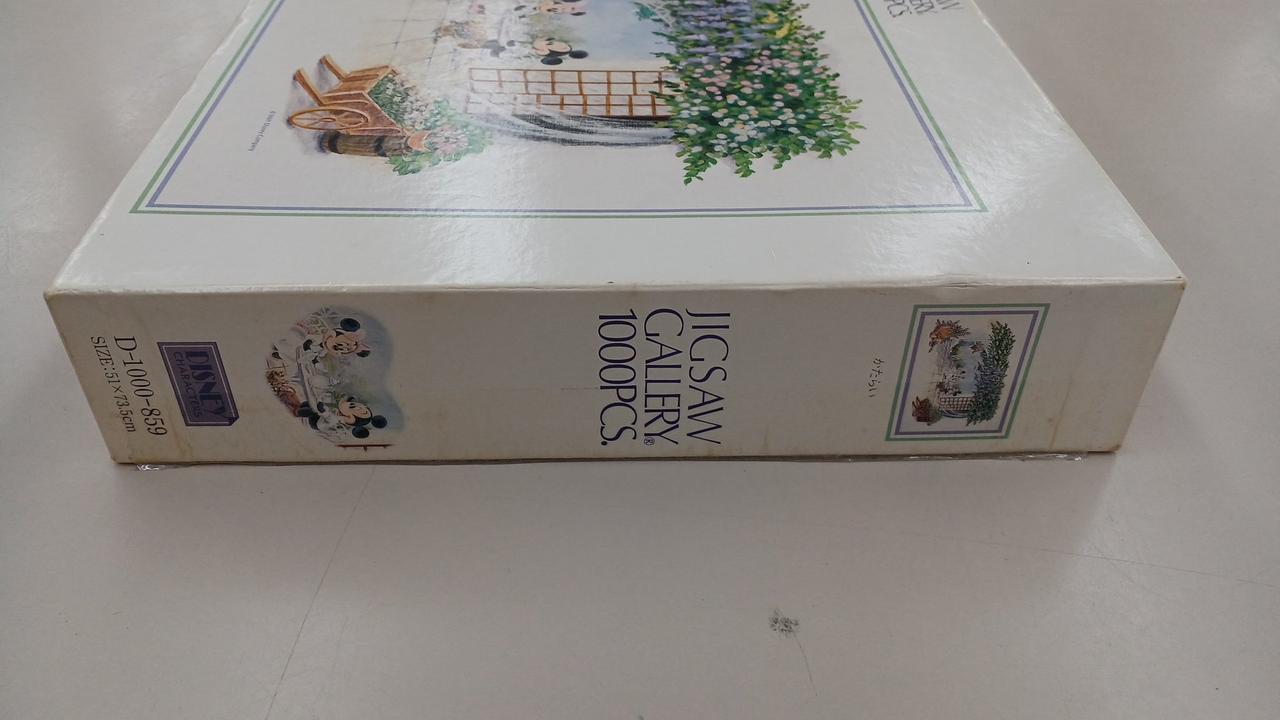 JIGSAW
GALLERY®
1000PCS.
かたらい
DISNEY
CHARACTERS
D-1000-859
SIZE:51×73.5cm